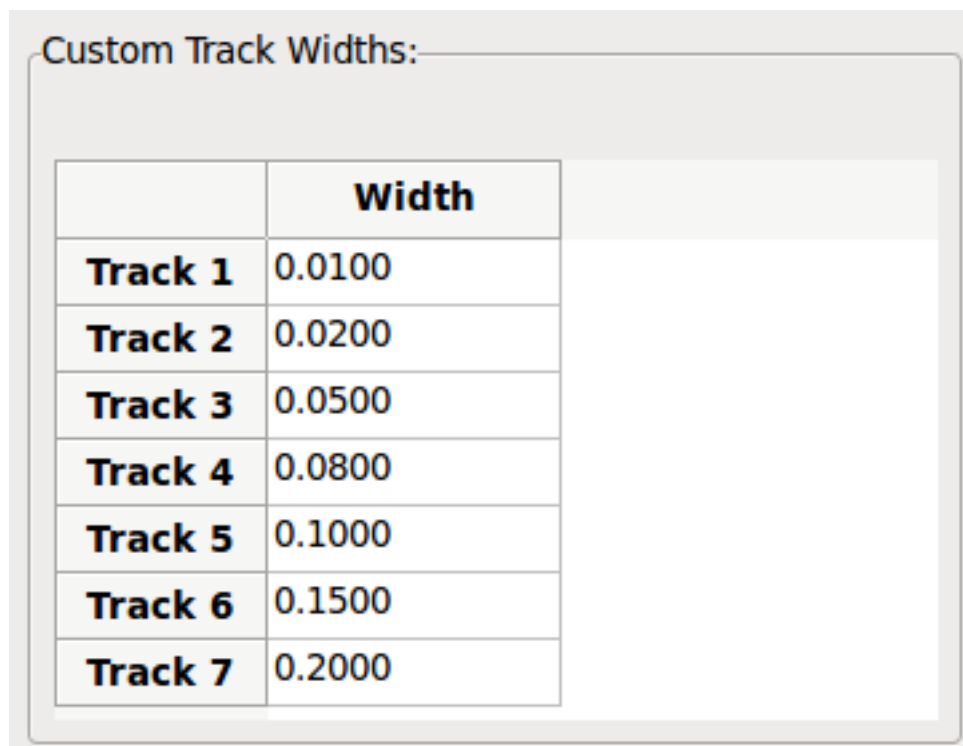 Custom Track Widths:
Width
Track 1 0.0100
Track 2 0.0200
Track 3 0.0500
Track 4 0.0800
Track 5 0.1000
Track 6 0.1500
Track 7 0.2000